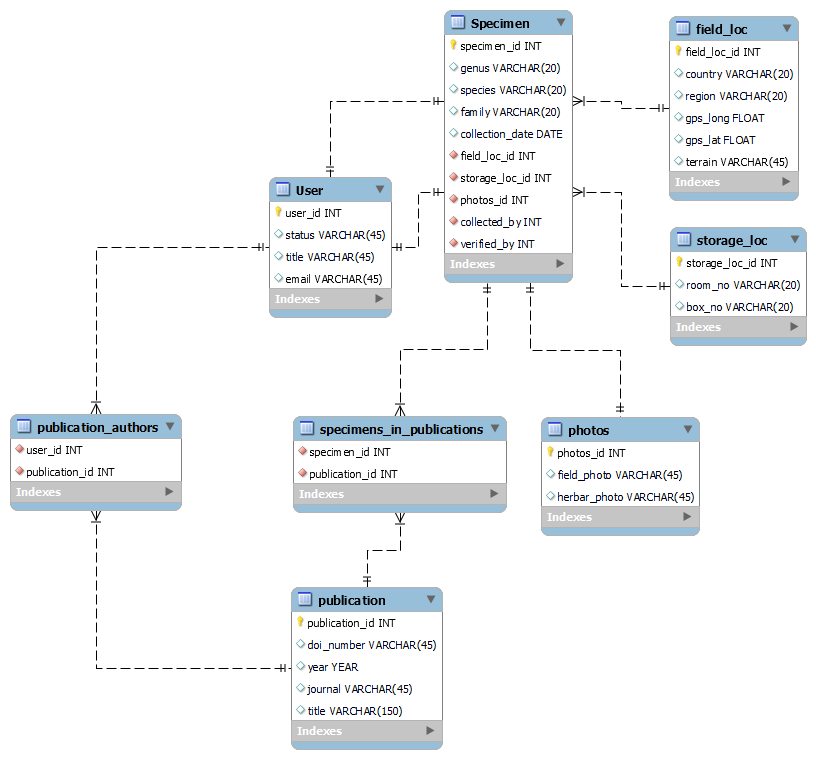 Specimen
specimen_id INT
genus VARCHAR(20)
species VARCHAR(20)
family VARCHAR(20)
collection_date DATE
field_loc_id INT
storage_loc_id INT
photos_id INT
collected_by INT
verified_by INT
Indexes
field_loc
field_loc_id INT
country VARCHAR(20)
region VARCHAR(20)
gps_long FLOAT
gps_lat FLOAT
terrain VARCHAR(45)
Indexes
User
user_id INT
status VARCHAR(45)
title VARCHAR(45)
email VARCHAR(45)
Indexes
storage_loc
storage_loc_id INT
room_no VARCHAR(20)
box_no VARCHAR(20)
Indexes
publication_authors
user_id INT
publication_id INT
Indexes
specimens_in_publications
specimen_id INT
publication_id INT
Indexes
photos
photos_id INT
field_photo VARCHAR(45)
herbar_photo VARCHAR(45)
Indexes
publication
publication_id INT
doi_number VARCHAR(45)
year YEAR
journal VARCHAR(45)
title VARCHAR(150)
Indexes